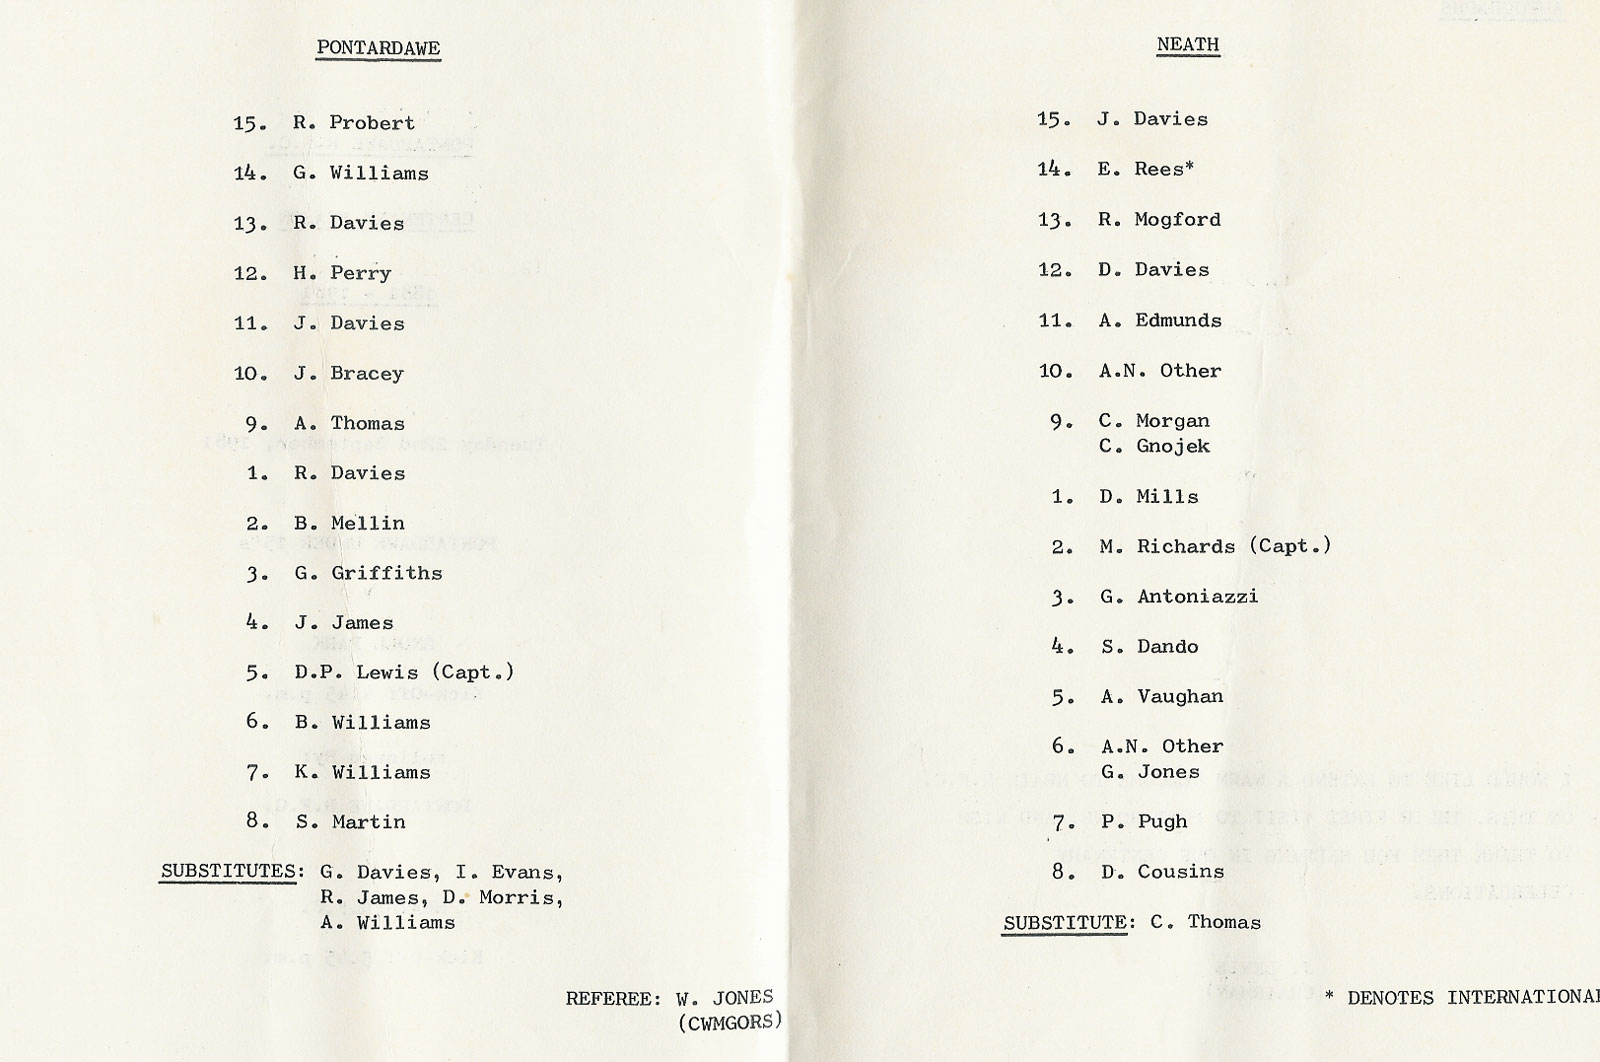 PONTARDAWE
15. R. Probert
14. G. Williams
13. R. Davies
12. H. Perry
11. J. Davies
10. J. Bracey
9. A. Thomas
1. R. Davies
2. B. Mellin
3. G. Griffiths
4. J. James
5. D.P. Lewis (Capt.)
6. B. Williams
7. K. Williams
8. S. Martin
SUBSTITUTES: G. Davies, I. Evans,
R. James, D. Morris,
A. Williams
REFEREE: W. JONES
(CWMGORS)
NEATH
15. J. Davies
14. E. Rees*
13. R. Mogford
12. D. Davies
11. A. Edmunds
10. A.N. Other
9. C. Morgan
C. Gnojek
1. D. Mills
2. M. Richards (Capt.)
3. G. Antoniazzi
4. S. Dando
5. A. Vaughan
6. A.N. Other
G. Jones
7. P. Pugh
8. D. Cousins
SUBSTITUTE: C. Thomas
* DENOTES INTERNATIONA